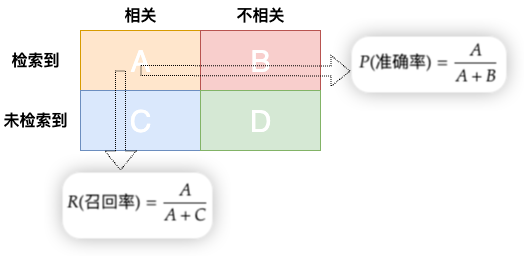 相关 不相关
检索到 A B
P(准确率) = A / (A + B)
未检索到 C D
R(召回率) = A / (A + C)